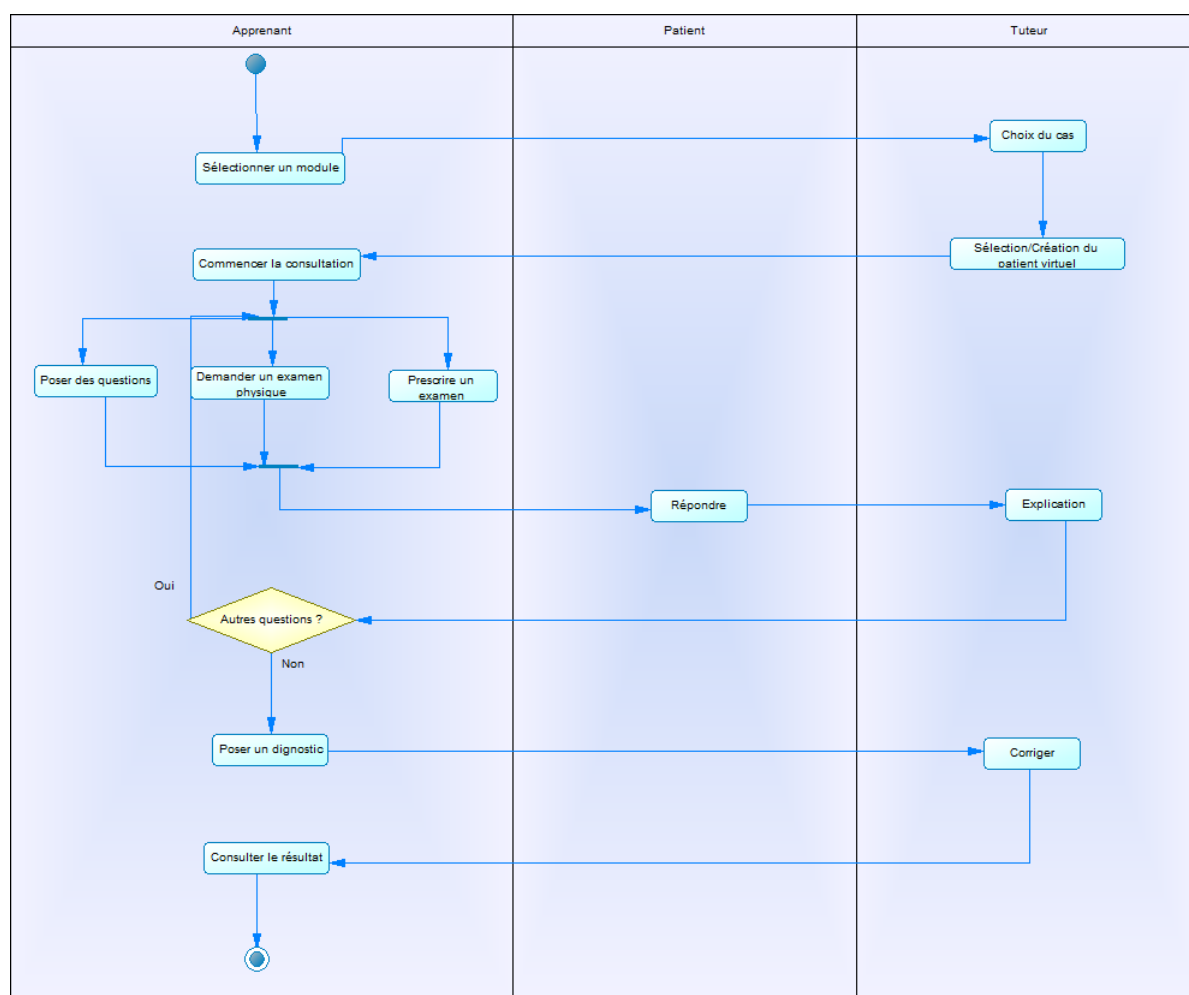 Apprenant
Patient
Tuteur
Choix du cas
Sélectionner un module
Sélection/Création du
patient virtuel
Commencer la consultation
Poser des questions
Demander un examen
physique
Prescrire un
examen
Répondre
Explication
Oui
Autres questions ?
Non
Poser un dignostic
Corriger
Consulter le résultat